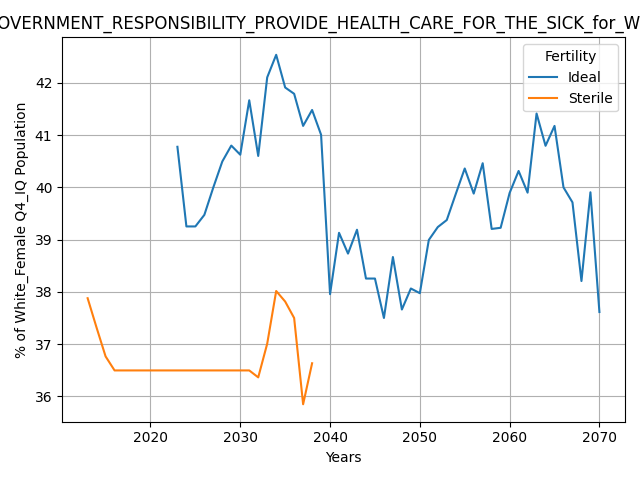 OVERNMENT_RESPONSIBILITY_PROVIDE_HEALTH_CARE_FOR_THE_SICK_for_W
Fertility
Ideal
Sterile
% of White_Female Q4_IQ Population
42
41
40
39
38
37
36
2020
2030
2040
2050
2060
2070
Years